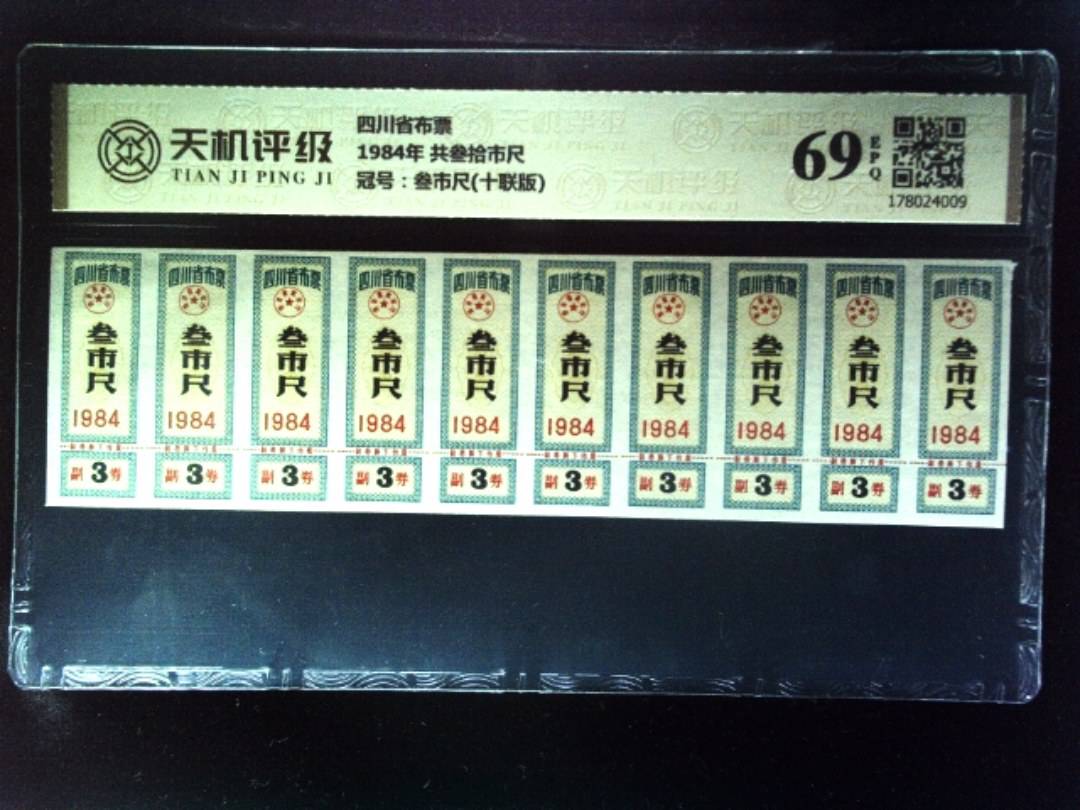 天机评级
TIAN JI PING JI
四川省布票
1984年 共叁拾市尺
冠号：叁市尺(十联版)
69
EPQ
178024009
四川省布票 四川省布票 四川省布票 四川省布票 四川省布票 四川省布票 四川省布票 四川省布票 四川省布票 四川省布票
叁市尺 叁市尺 叁市尺 叁市尺 叁市尺 叁市尺 叁市尺 叁市尺 叁市尺 叁市尺
1984 1984 1984 1984 1984 1984 1984 1984 1984 1984
副3券 副3券 副3券 副3券 副3券 副3券 副3券 副3券 副3券 副3券